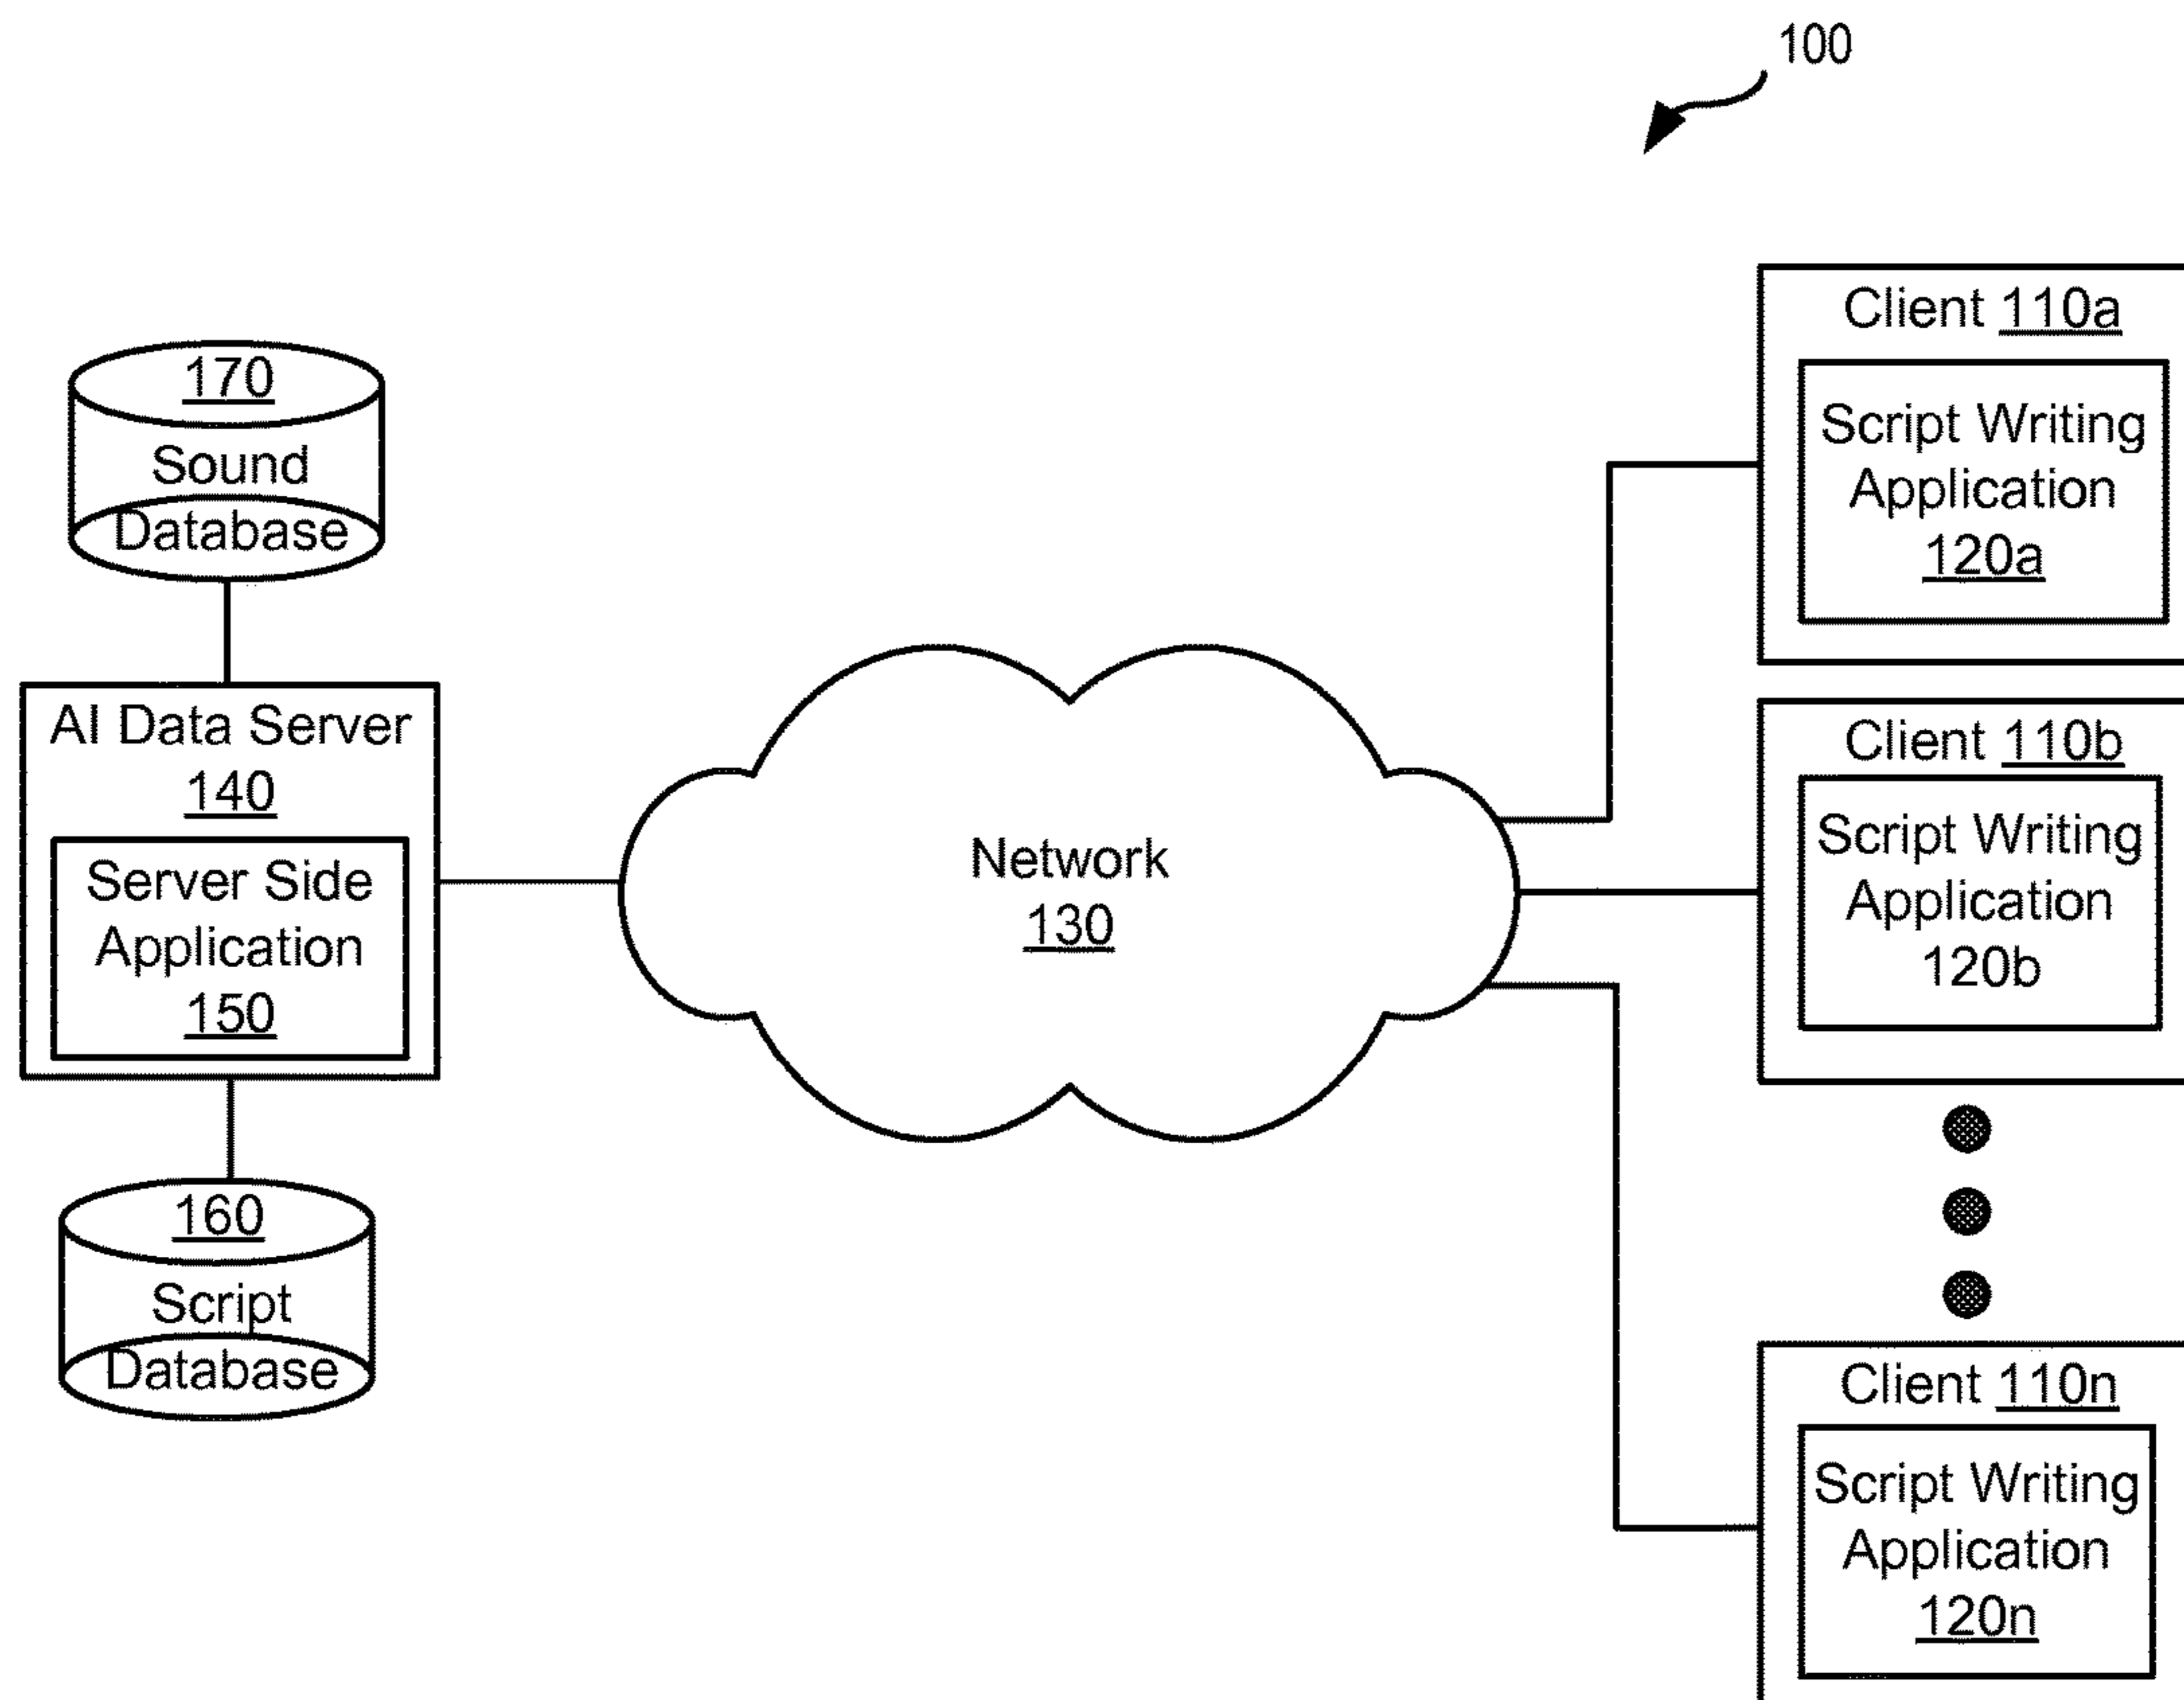 100
170
Sound
Database
AI Data Server
140
Server Side
Application
150
160
Script
Database
Network
130
Client 110a
Script Writing
Application
120a
Client 110b
Script Writing
Application
120b
Client 110n
Script Writing
Application
120n